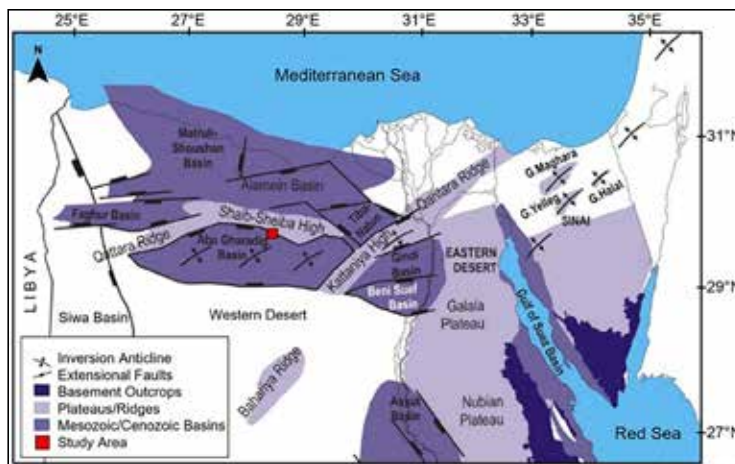 25°E 27°E 29°E 31°E 33°E 35°E
N
Mediterranean Sea
31°N
Matruh-
Shoushan
Basin
Alamein Basin
Qantara Ridge
G.Maghara
G.Yelleg
G.Halal
SINAI
Faghur Basin
Shaib-Sheiba High
Tiba
Natrun
Qattara Ridge
Abu Gharadig
Basin
Kattaniya High
Gindi
Basin
EASTERN
DESERT
Beni Suef
Basin
29°N
LIBYA
Siwa Basin
Western Desert
Galala
Plateau
Gulf of Suez Basin
Bahariya Ridge
Assiut
Basin
Nubian
Plateau
Red Sea
27°N
Inversion Anticline
Extensional Faults
Basement Outcrops
Plateaus/Ridges
Mesozoic/Cenozoic Basins
Study Area